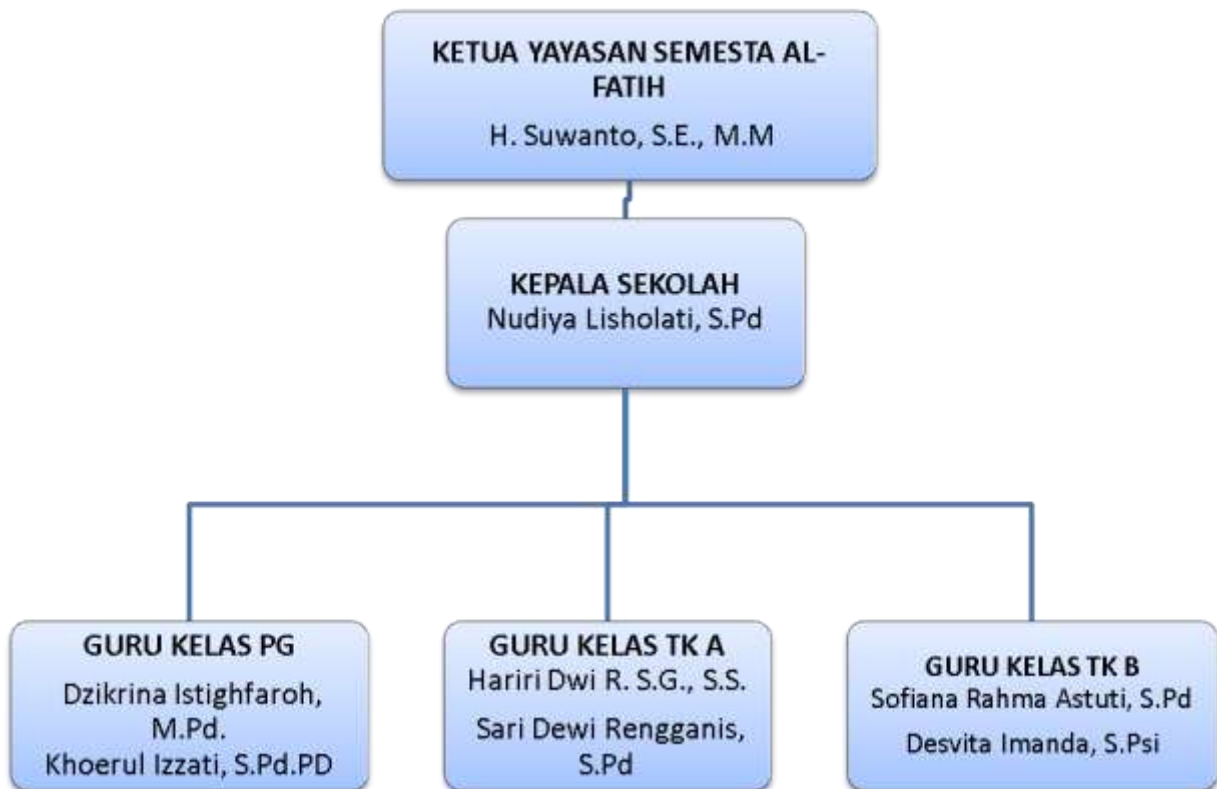 KETUA YAYASAN SEMESTA AL-
FATIH
H. Suwanto, S.E., M.M
KEPALA SEKOLAH
Nudiya Lisholati, S.Pd
GURU KELAS PG
Dzikrina Istighfaroh,
M.Pd.
Khoerul Izzati, S.Pd.PD
GURU KELAS TK A
Hariri Dwi R. S.G., S.S.
Sari Dewi Rengganis,
S.Pd
GURU KELAS TK B
Sofiana Rahma Astuti, S.Pd
Desvita Imanda, S.Psi